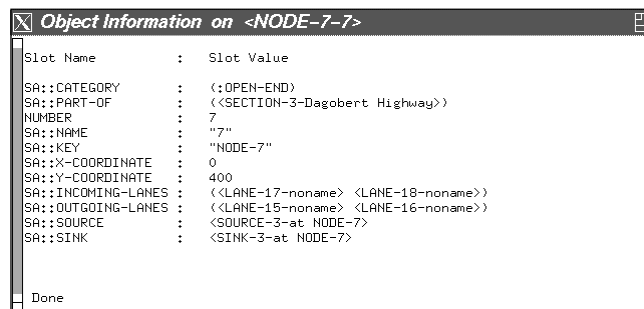 Object Information on <NODE-7-7>
Slot Name : Slot Value
SA::CATEGORY : (:OPEN-END)
SA::PART-OF : (<SECTION-3-Dagobert Highway>)
NUMBER : 7
SA::NAME : "7"
SA::KEY : "NODE-7"
SA::X-COORDINATE : 0
SA::Y-COORDINATE : 400
SA::INCOMING-LANES : (<LANE-17-noname> <LANE-18-noname>)
SA::OUTGOING-LANES : (<LANE-15-noname> <LANE-16-noname>)
SA::SOURCE : <SOURCE-3-at NODE-7>
SA::SINK : <SINK-3-at NODE-7>
Done